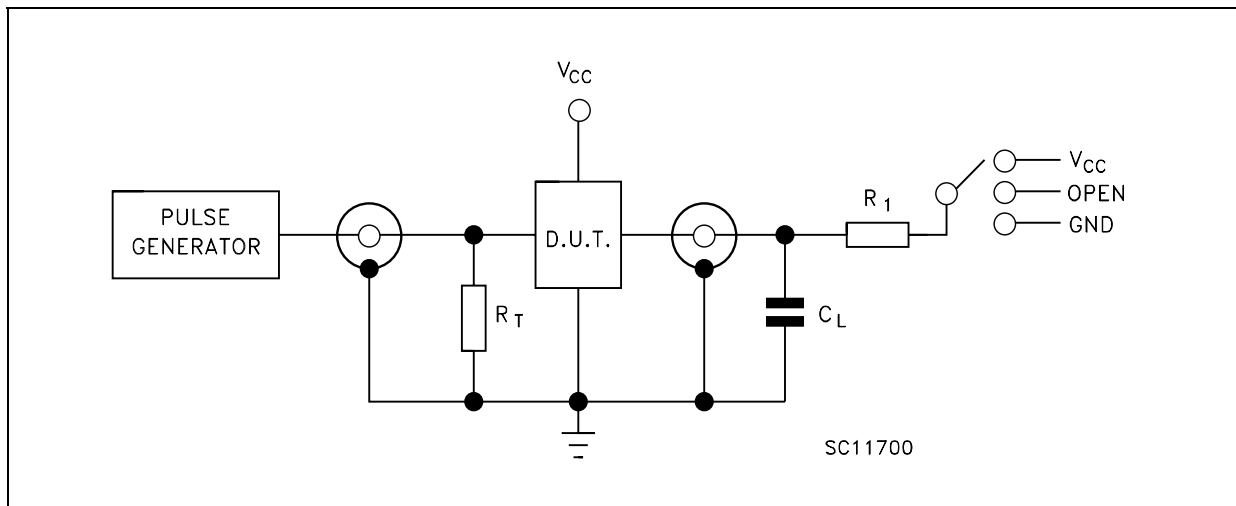 VCC
PULSE
GENERATOR
D.U.T.
RT
CL
R1
VCC
OPEN
GND
SC11700